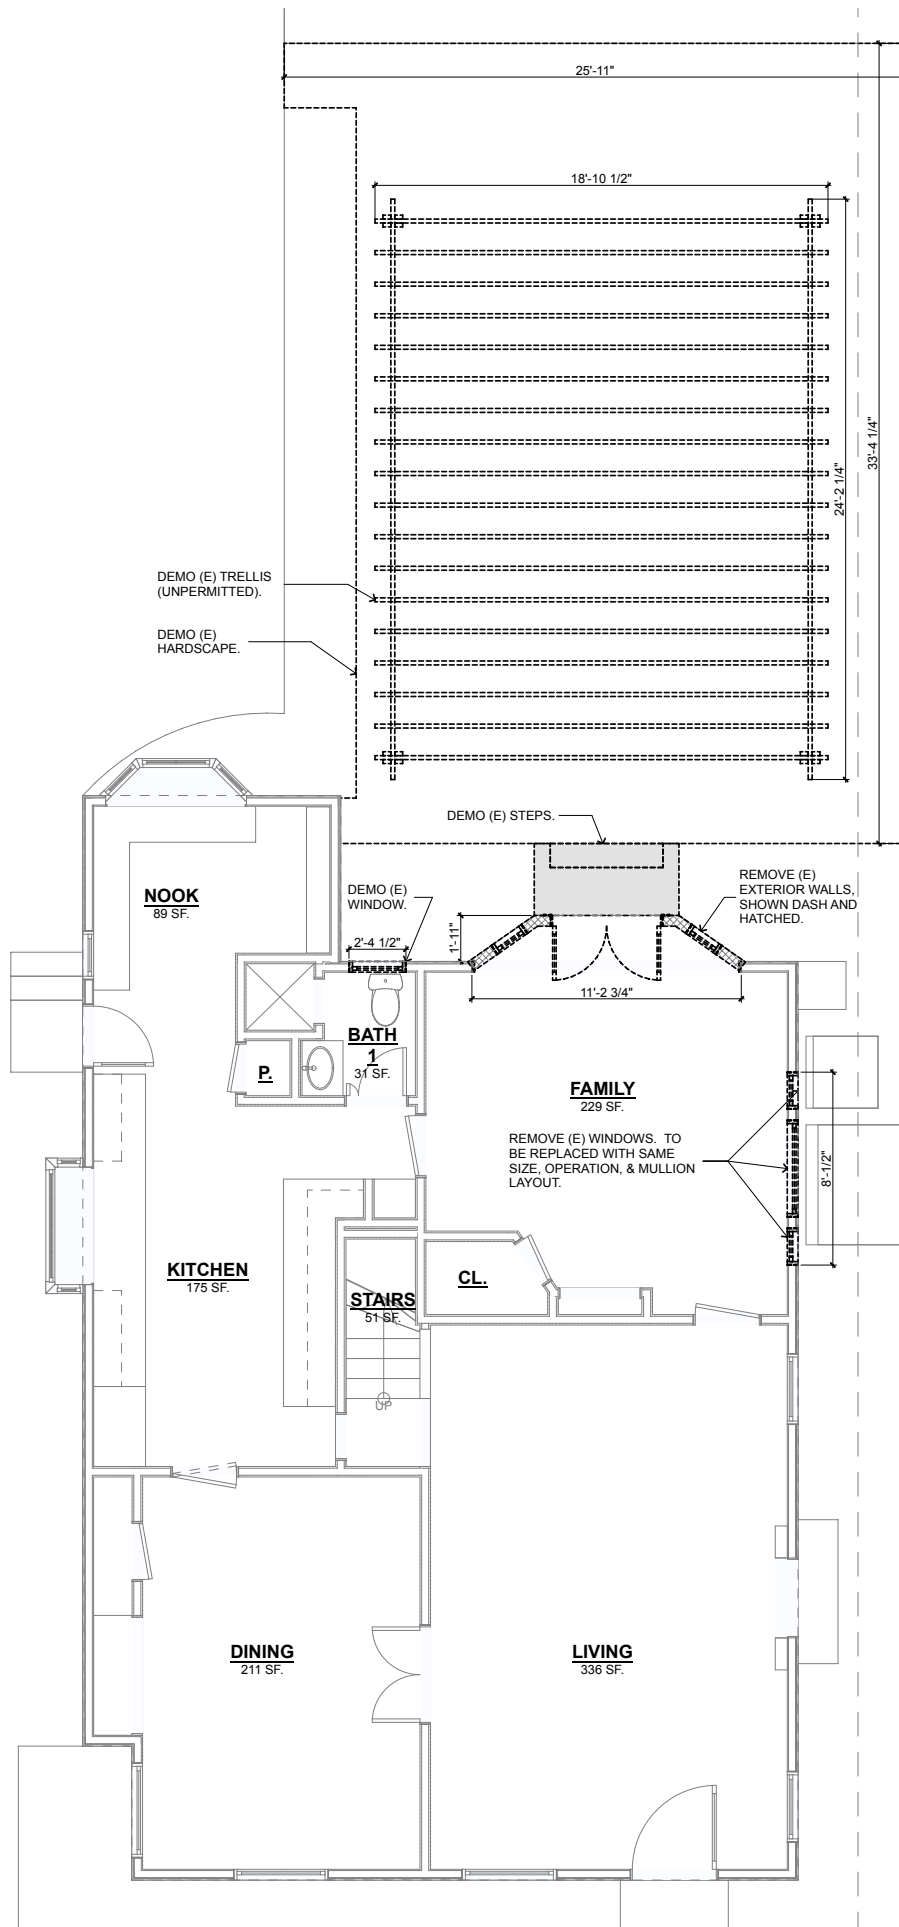 25'-11"
18'-10 1/2"
33'-4 1/4"
24'-2 1/4"
DEMO (E) TRELLIS
(UNPERMITTED).
DEMO (E)
HARDSCAPE.
DEMO (E) STEPS.
NOOK
89 SF.
DEMO (E)
WINDOW.
REMOVE (E)
EXTERIOR WALLS,
SHOWN DASH AND
HATCHED.
2'-4 1/2"
1'-11"
11'-2 3/4"
BATH
1
31 SF.
P.
FAMILY
229 SF.
REMOVE (E) WINDOWS. TO
BE REPLACED WITH SAME
SIZE, OPERATION, & MULLION
LAYOUT.
8'-1/2"
KITCHEN
175 SF.
CL.
STAIRS
51 SF.
UP
DINING
211 SF.
LIVING
336 SF.